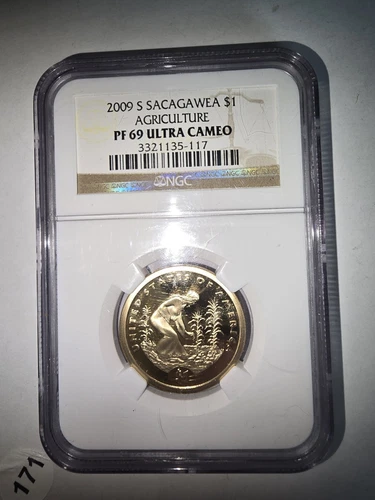 2009 S SACAGAWEA $1
AGRICULTURE
PF 69 ULTRA CAMEO
3321135-117
NGC
UNITED STATES OF AMERICA
$1
171